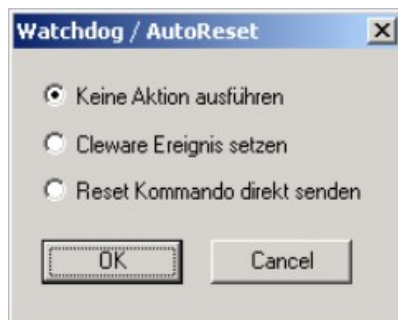 Watchdog / AutoReset
Keine Aktion ausführen
Cleware Ereignis setzen
Reset Kommando direkt senden
OK Cancel